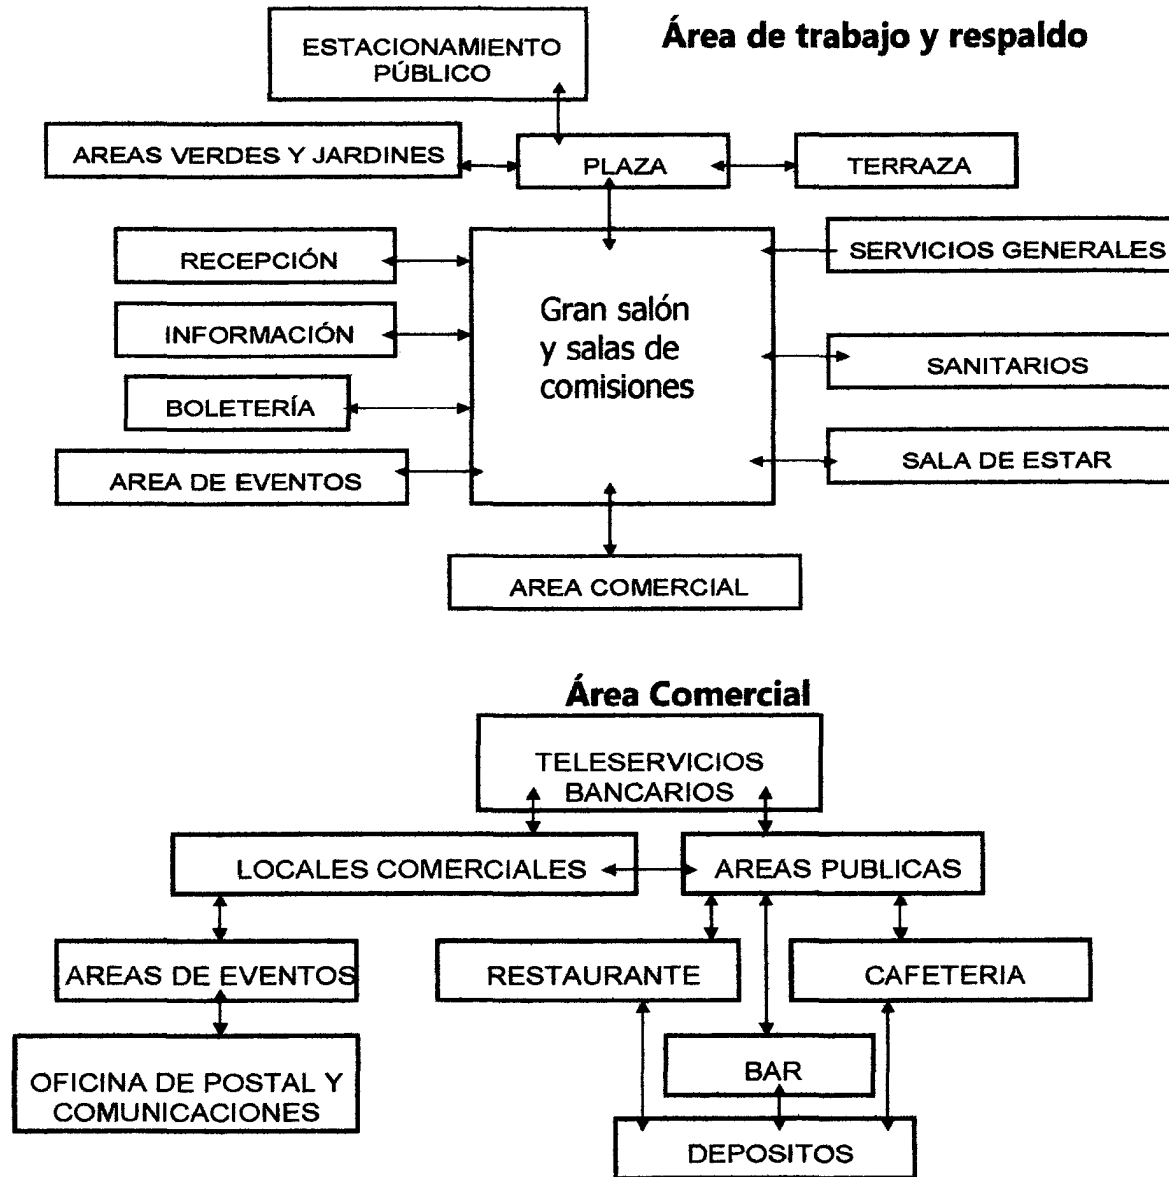 Área de trabajo y respaldo
ESTACIONAMIENTO
PÚBLICO
AREAS VERDES Y JARDINES
PLAZA
TERRAZA
RECEPCIÓN
SERVICIOS GENERALES
INFORMACIÓN
Gran salón
y salas de
comisiones
SANITARIOS
BOLETERÍA
AREA DE EVENTOS
SALA DE ESTAR
AREA COMERCIAL
Área Comercial
TELESERVICIOS
BANCARIOS
LOCALES COMERCIALES
AREAS PUBLICAS
AREAS DE EVENTOS
RESTAURANTE
CAFETERIA
OFICINA DE POSTAL Y
COMUNICACIONES
BAR
DEPOSITOS